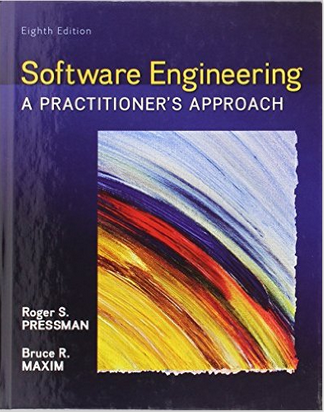 Eighth Edition
Software Engineering
A PRACTITIONER'S APPROACH
Roger S.
PRESSMAN
Bruce R.
MAXIM